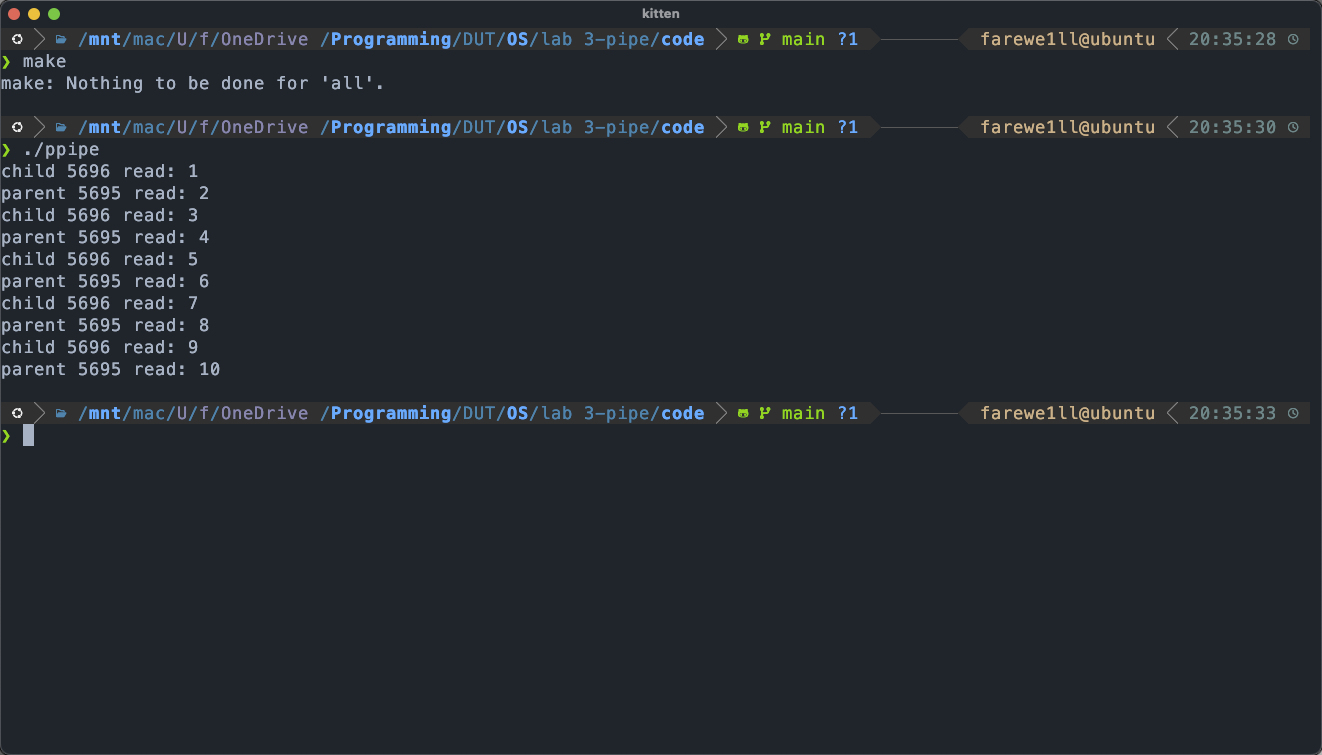 kitten
/mnt/mac/U/f/OneDrive /Programming/DUT/OS/lab 3-pipe/code main ?1 farewe1ll@ubuntu 20:35:28
❯ make
make: Nothing to be done for 'all'.
/mnt/mac/U/f/OneDrive /Programming/DUT/OS/lab 3-pipe/code main ?1 farewe1ll@ubuntu 20:35:30
❯ ./ppipe
child 5696 read: 1
parent 5695 read: 2
child 5696 read: 3
parent 5695 read: 4
child 5696 read: 5
parent 5695 read: 6
child 5696 read: 7
parent 5695 read: 8
child 5696 read: 9
parent 5695 read: 10
/mnt/mac/U/f/OneDrive /Programming/DUT/OS/lab 3-pipe/code main ?1 farewe1ll@ubuntu 20:35:33
❯